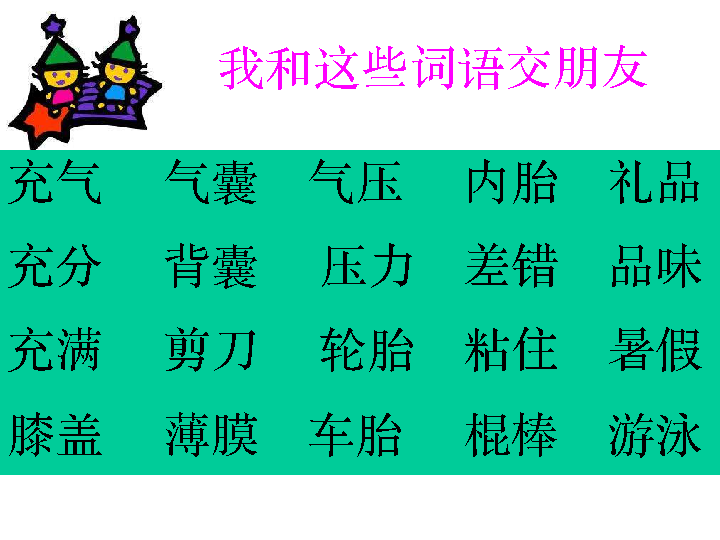 我和这些词语交朋友
充气 气囊 气压 内胎 礼品
充分 背囊 压力 差错 品味
充满 剪刀 轮胎 粘住 暑假
膝盖 薄膜 车胎 棍棒 游泳